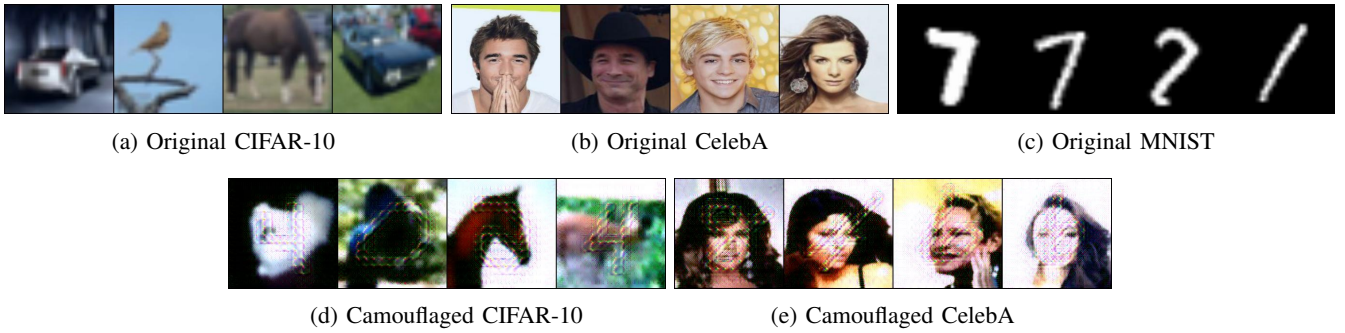 (a) Original CIFAR-10
(b) Original CelebA
(c) Original MNIST
(d) Camouflaged CIFAR-10
(e) Camouflaged CelebA